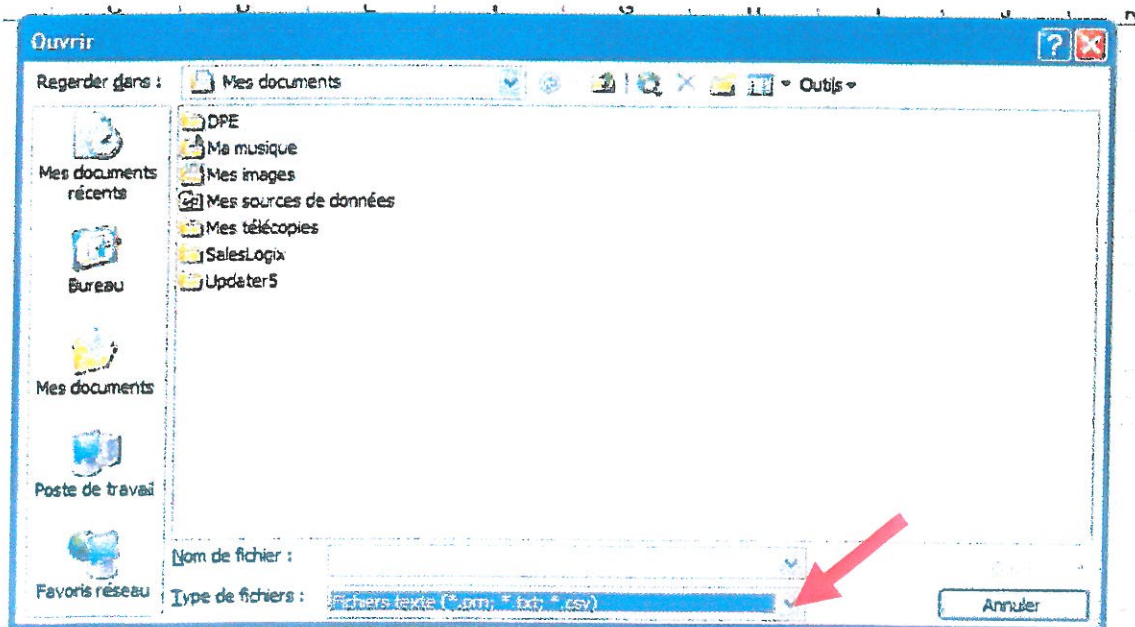 Ouvrir
Regarder dans :
Mes documents
Outils
Mes documents
récents
Bureau
Mes documents
Poste de travail
Favoris réseau
DPE
Ma musique
Mes images
Mes sources de données
Mes télécopies
SalesLogix
Updater5
Nom de fichier :
Type de fichiers :
Fichiers texte (*.prn; *.txt; *.csv)
Annuler